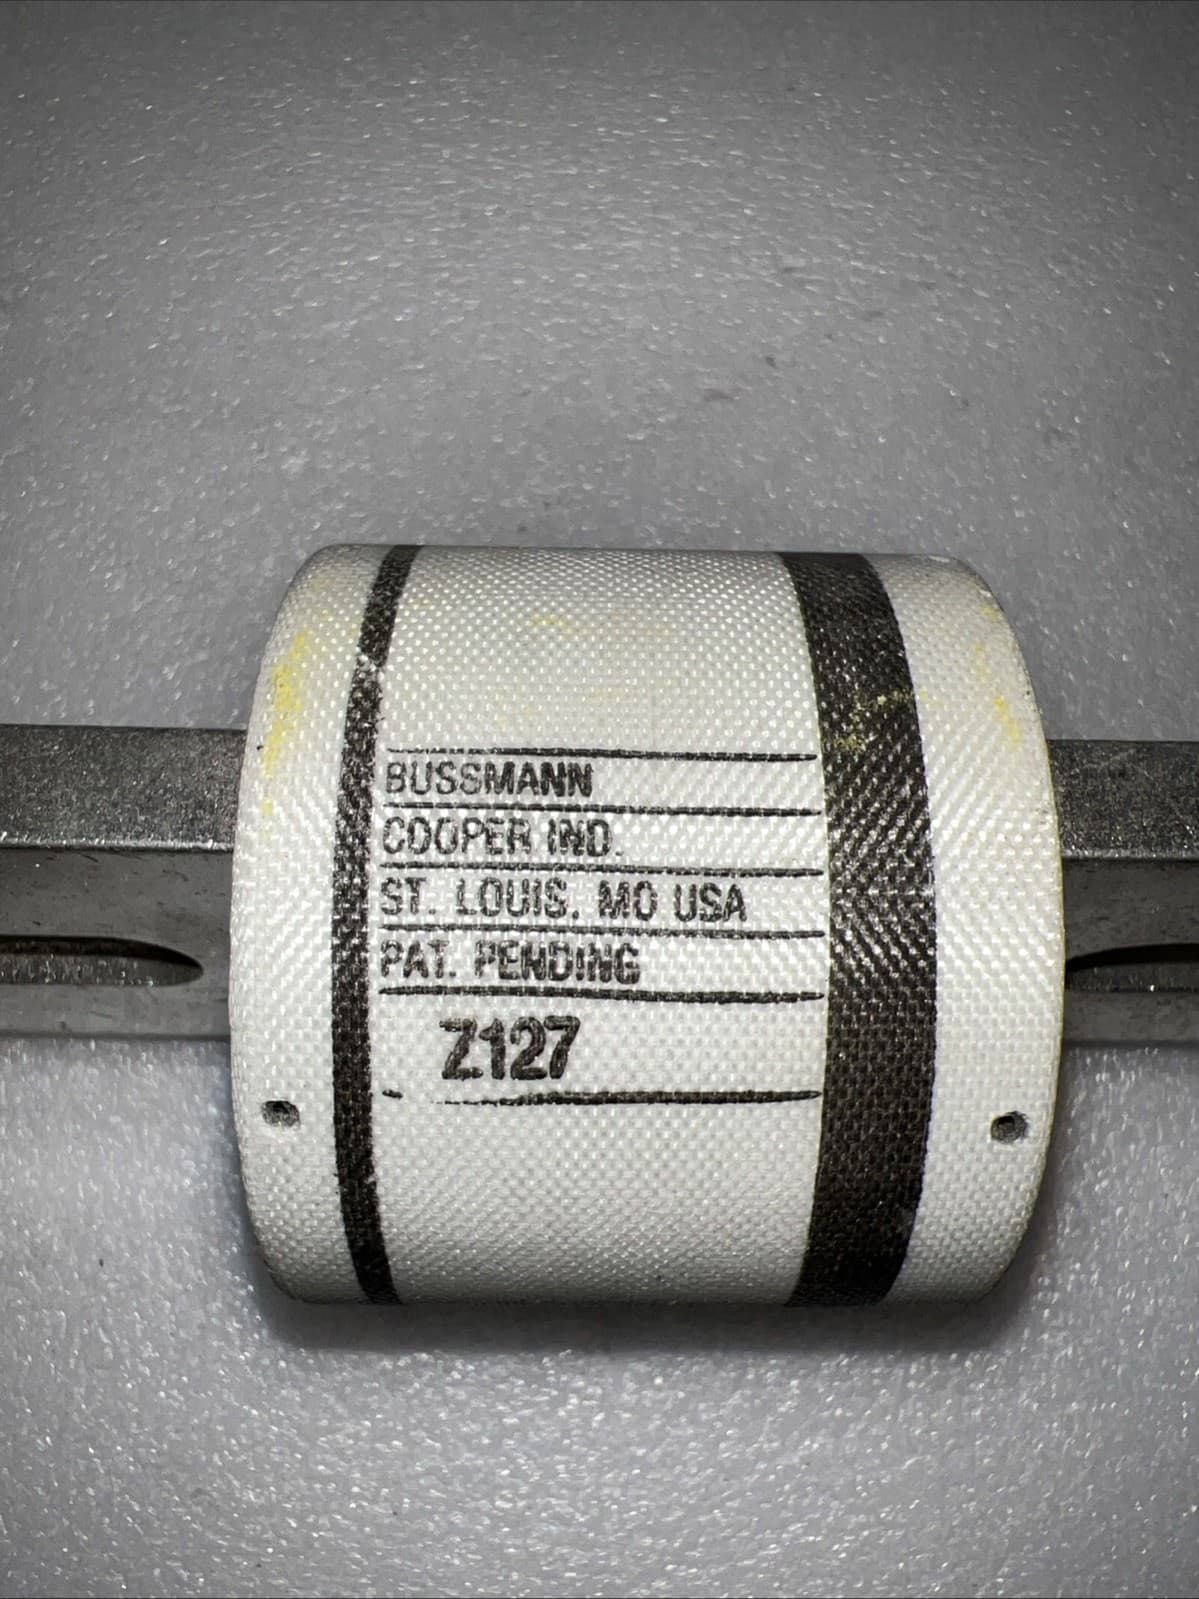 BUSSMANN
COOPER IND.
ST. LOUIS, MO USA
PAT. PENDING
Z127